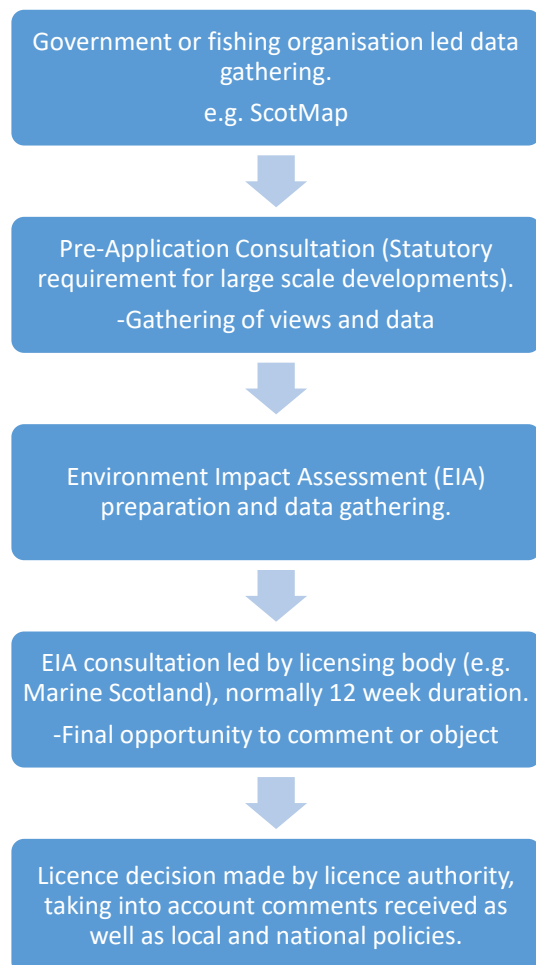 Government or fishing organisation led data
gathering.
e.g. ScotMap
Pre-Application Consultation (Statutory
requirement for large scale developments).
-Gathering of views and data
Environment Impact Assessment (EIA)
preparation and data gathering.
EIA consultation led by licensing body (e.g.
Marine Scotland), normally 12 week duration.
-Final opportunity to comment or object
Licence decision made by licence authority,
taking into account comments received as
well as local and national policies.